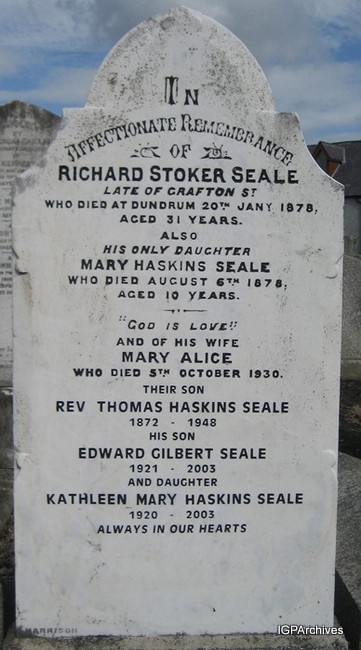 IN
AFFECTIONATE REMEMBRANCE
OF
RICHARD STOKER SEALE
LATE OF GRAFTON ST
WHO DIED AT DUNDRUM 20TH JANY 1878,
AGED 31 YEARS.
ALSO
HIS ONLY DAUGHTER
MARY HASKINS SEALE
WHO DIED AUGUST 6TH 1878,
AGED 10 YEARS.
"GOD IS LOVE"
AND OF HIS WIFE
MARY ALICE
WHO DIED 5TH OCTOBER 1930.
THEIR SON
REV THOMAS HASKINS SEALE
1872 - 1948
HIS SON
EDWARD GILBERT SEALE
1921 - 2003
AND DAUGHTER
KATHLEEN MARY HASKINS SEALE
1920 - 2003
ALWAYS IN OUR HEARTS
HARRISON
IGPArchives